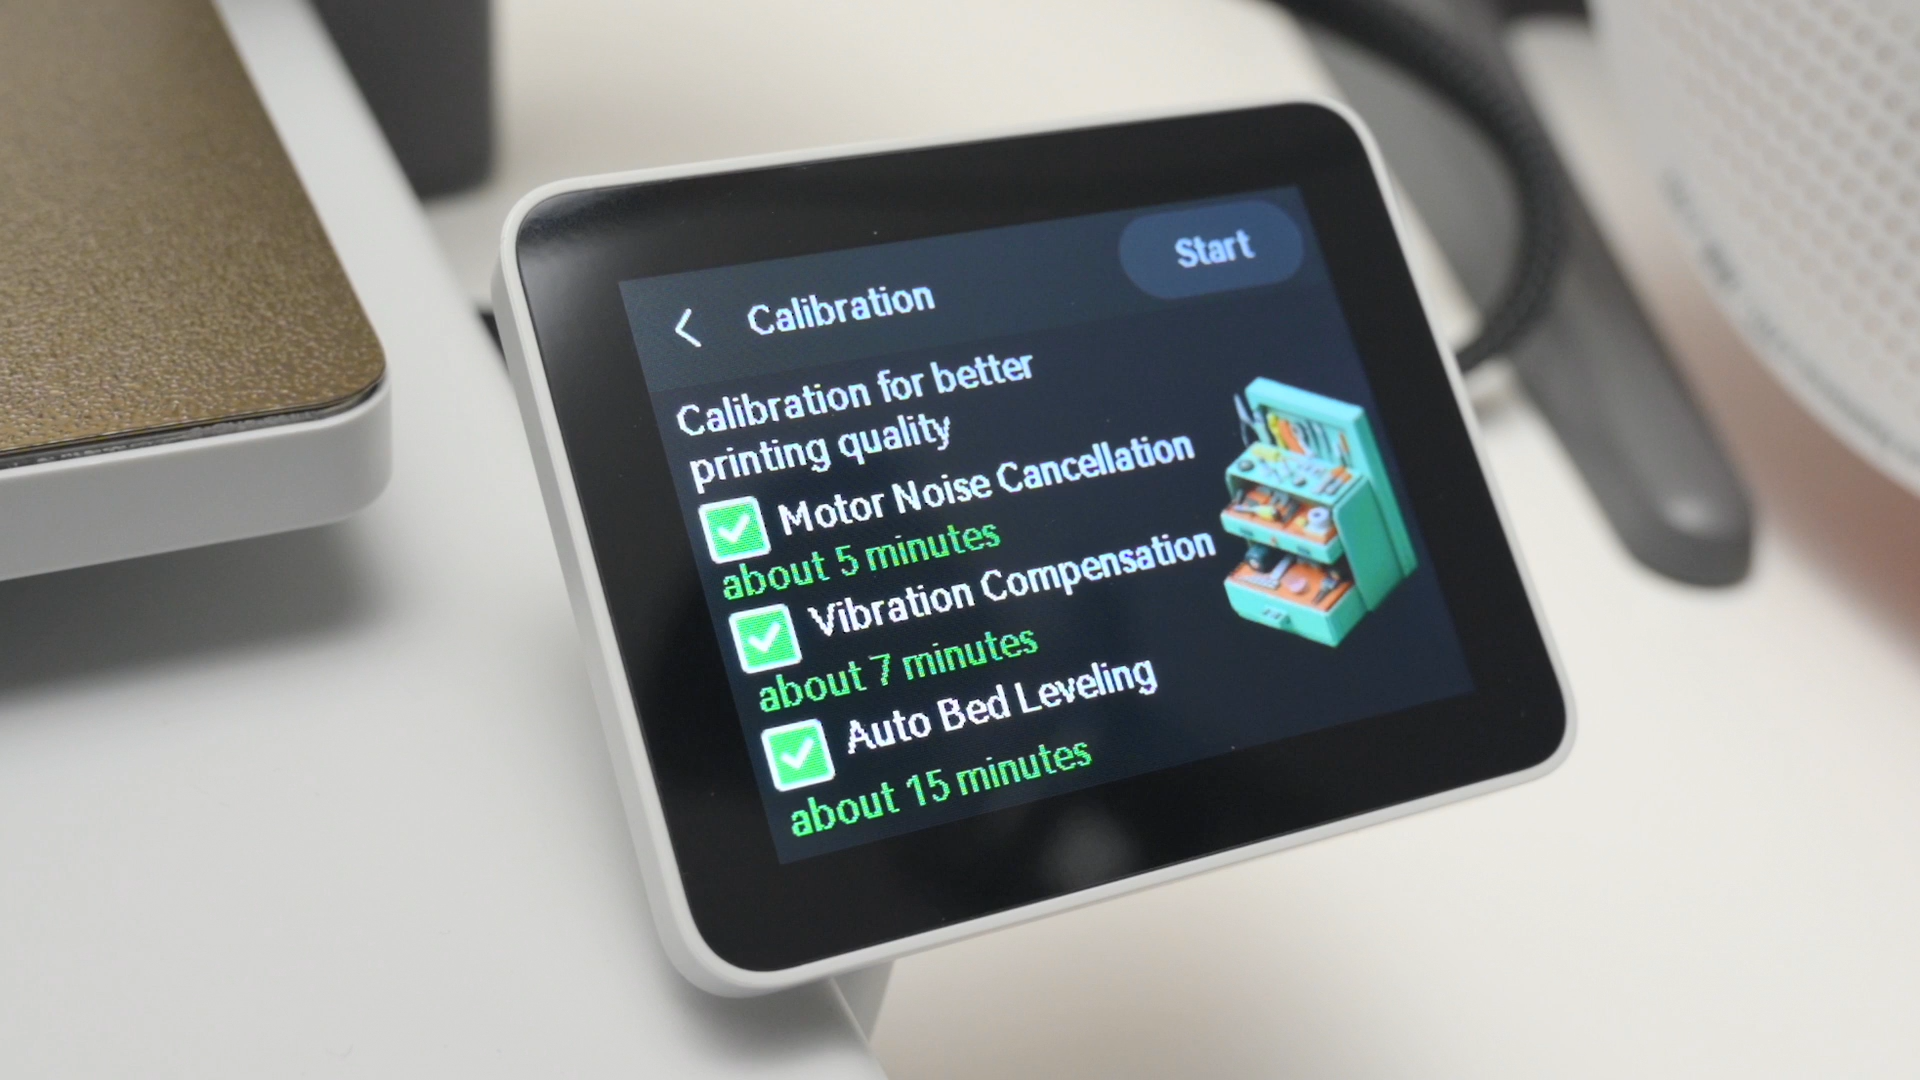 Start
Calibration
Calibration for better
printing quality
Motor Noise Cancellation
about 5 minutes
Vibration Compensation
about 7 minutes
Auto Bed Leveling
about 15 minutes